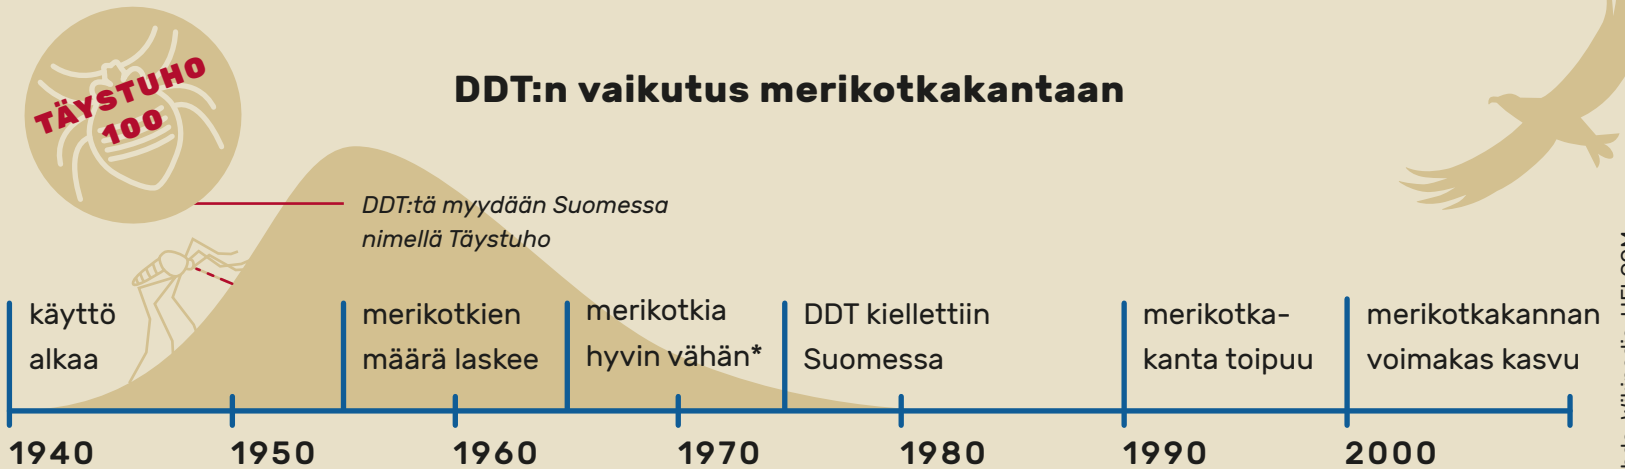 TÄYSTUHO
100
DDT:n vaikutus merikotkakantaan
DDT:tä myydään Suomessa
nimellä Täystuho
käyttö
alkaa
merikotkien
määrä laskee
merikotkia
hyvin vähän*
DDT kiellettiin
Suomessa
merikotka-
kanta toipuu
merikotkakannan
voimakas kasvu
1940
1950
1960
1970
1980
1990
2000